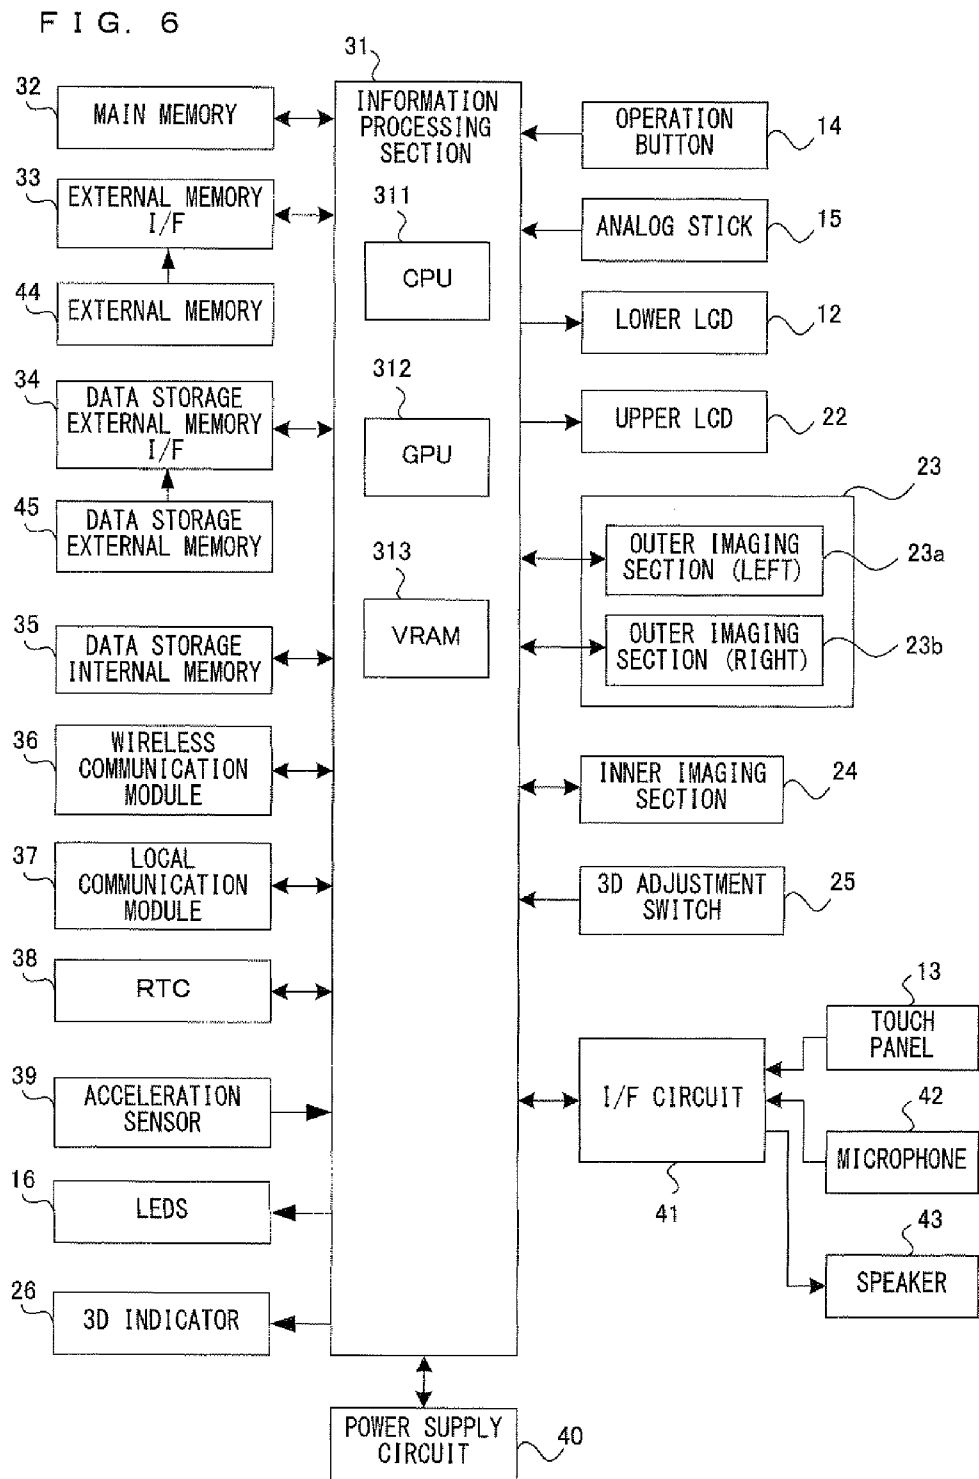 FIG. 6
31
32
MAIN MEMORY
33
EXTERNAL MEMORY
I/F
44
EXTERNAL MEMORY
34
DATA STORAGE
EXTERNAL MEMORY
I/F
45
DATA STORAGE
EXTERNAL MEMORY
35
DATA STORAGE
INTERNAL MEMORY
36
WIRELESS
COMMUNICATION
MODULE
37
LOCAL
COMMUNICATION
MODULE
38
RTC
39
ACCELERATION
SENSOR
16
LEDS
26
3D INDICATOR
INFORMATION
PROCESSING
SECTION
311
CPU
312
GPU
313
VRAM
OPERATION
BUTTON
14
ANALOG STICK
15
LOWER LCD
12
UPPER LCD
22
23
OUTER IMAGING
SECTION (LEFT)
23a
OUTER IMAGING
SECTION (RIGHT)
23b
INNER IMAGING
SECTION
24
3D ADJUSTMENT
SWITCH
25
13
TOUCH
PANEL
I/F CIRCUIT
41
42
MICROPHONE
43
SPEAKER
POWER SUPPLY
CIRCUIT
40